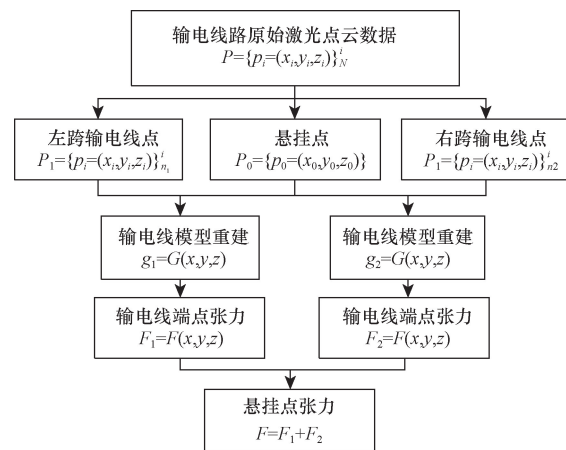 输电线路原始激光点云数据
P={pᵢ=(xᵢ,yᵢ,zᵢ)}ᵢN
左跨输电线点
P₁={pᵢ=(xᵢ,yᵢ,zᵢ)}ⁱn₁
悬挂点
P₀={p₀=(x₀,y₀,z₀)}
右跨输电线点
P₁={pᵢ=(xᵢ,yᵢ,zᵢ)}ⁱn2
输电线模型重建
g₁=G(x,y,z)
输电线模型重建
g₂=G(x,y,z)
输电线端点张力
F₁=F(x,y,z)
输电线端点张力
F₂=F(x,y,z)
悬挂点张力
F=F₁+F₂